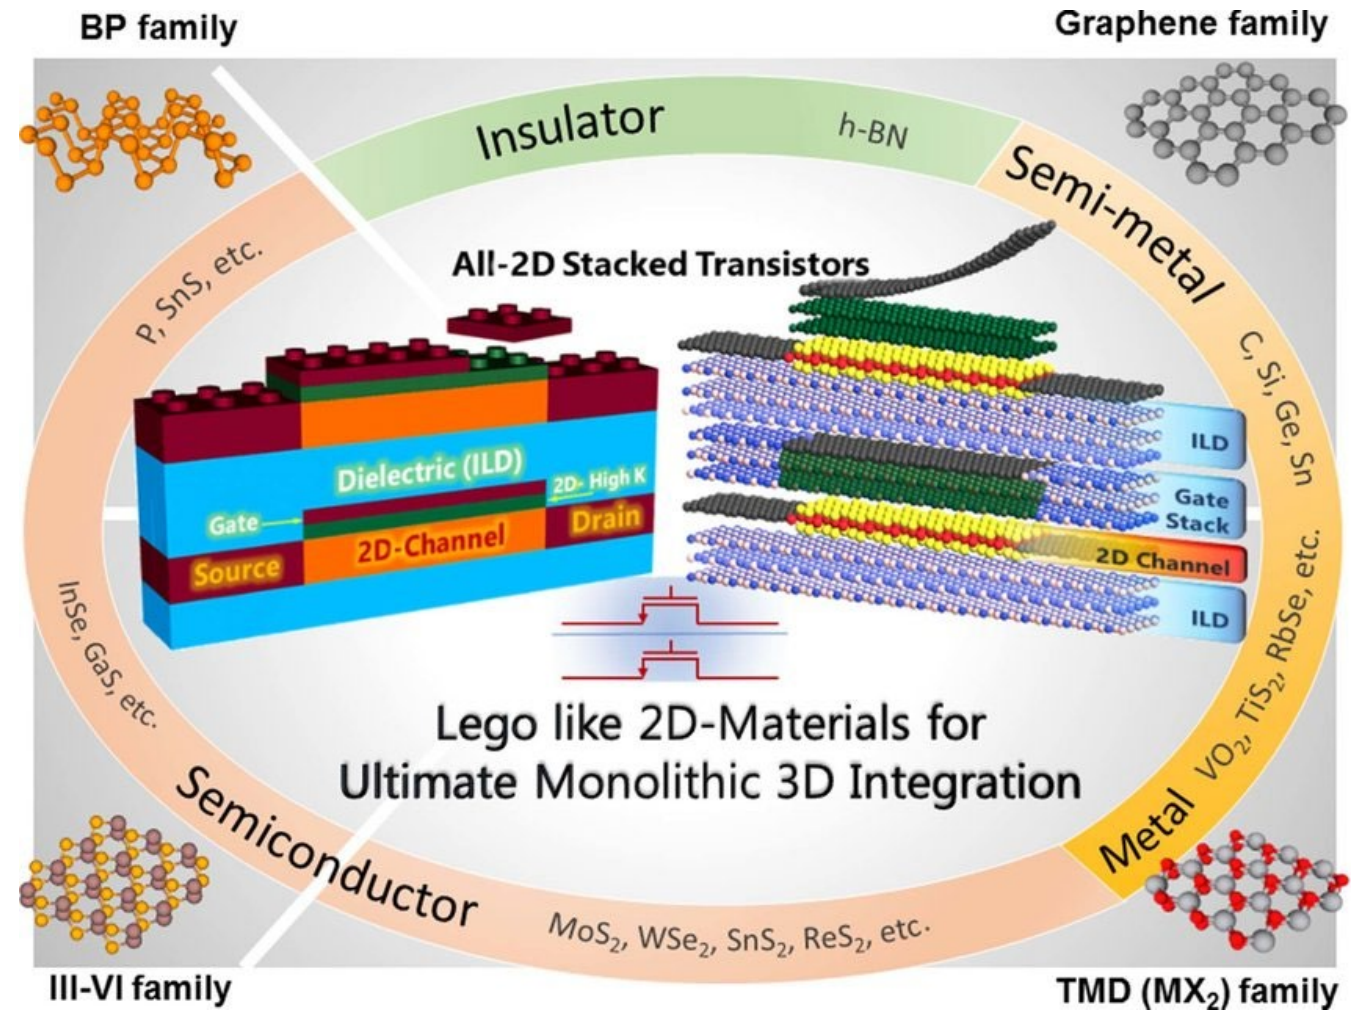 BP family
Graphene family
Insulator
h-BN
Semi-metal
C, Si, Ge, Sn
P, SnS, etc.
All-2D Stacked Transistors
Dielectric (ILD)
2D- High K
Gate
Drain
2D-Channel
Source
ILD
Gate
Stack
2D Channel
ILD
InSe, GaS, etc.
VO₂, TiS₂, RbSe, etc.
Metal
Lego like 2D-Materials for
Ultimate Monolithic 3D Integration
Semiconductor
MoS₂, WSe₂, SnS₂, ReS₂, etc.
III-VI family
TMD (MX₂) family